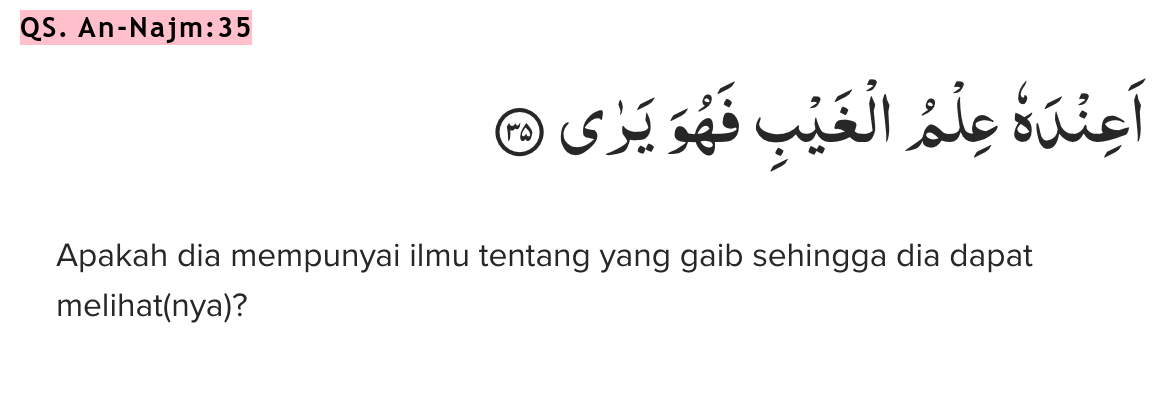 QS. An-Najm:35
اَعِنْدَهٗ عِلْمُ الْغَيْبِ فَهُوَ يَرٰى ۝٣٥
Apakah dia mempunyai ilmu tentang yang gaib sehingga dia dapat
melihat(nya)?